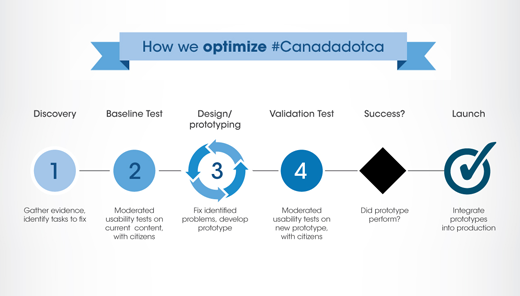 How we optimize #Canadadotca
Discovery
Baseline Test
Design/
prototyping
Validation Test
Success?
Launch
1
2
3
4
Gather evidence,
identify tasks to fix
Moderated
usability tests on
current content,
with citizens
Fix identified
problems, develop
prototype
Moderated
usability tests on
new prototype,
with citizens
Did prototype
perform?
Integrate
prototypes
into production